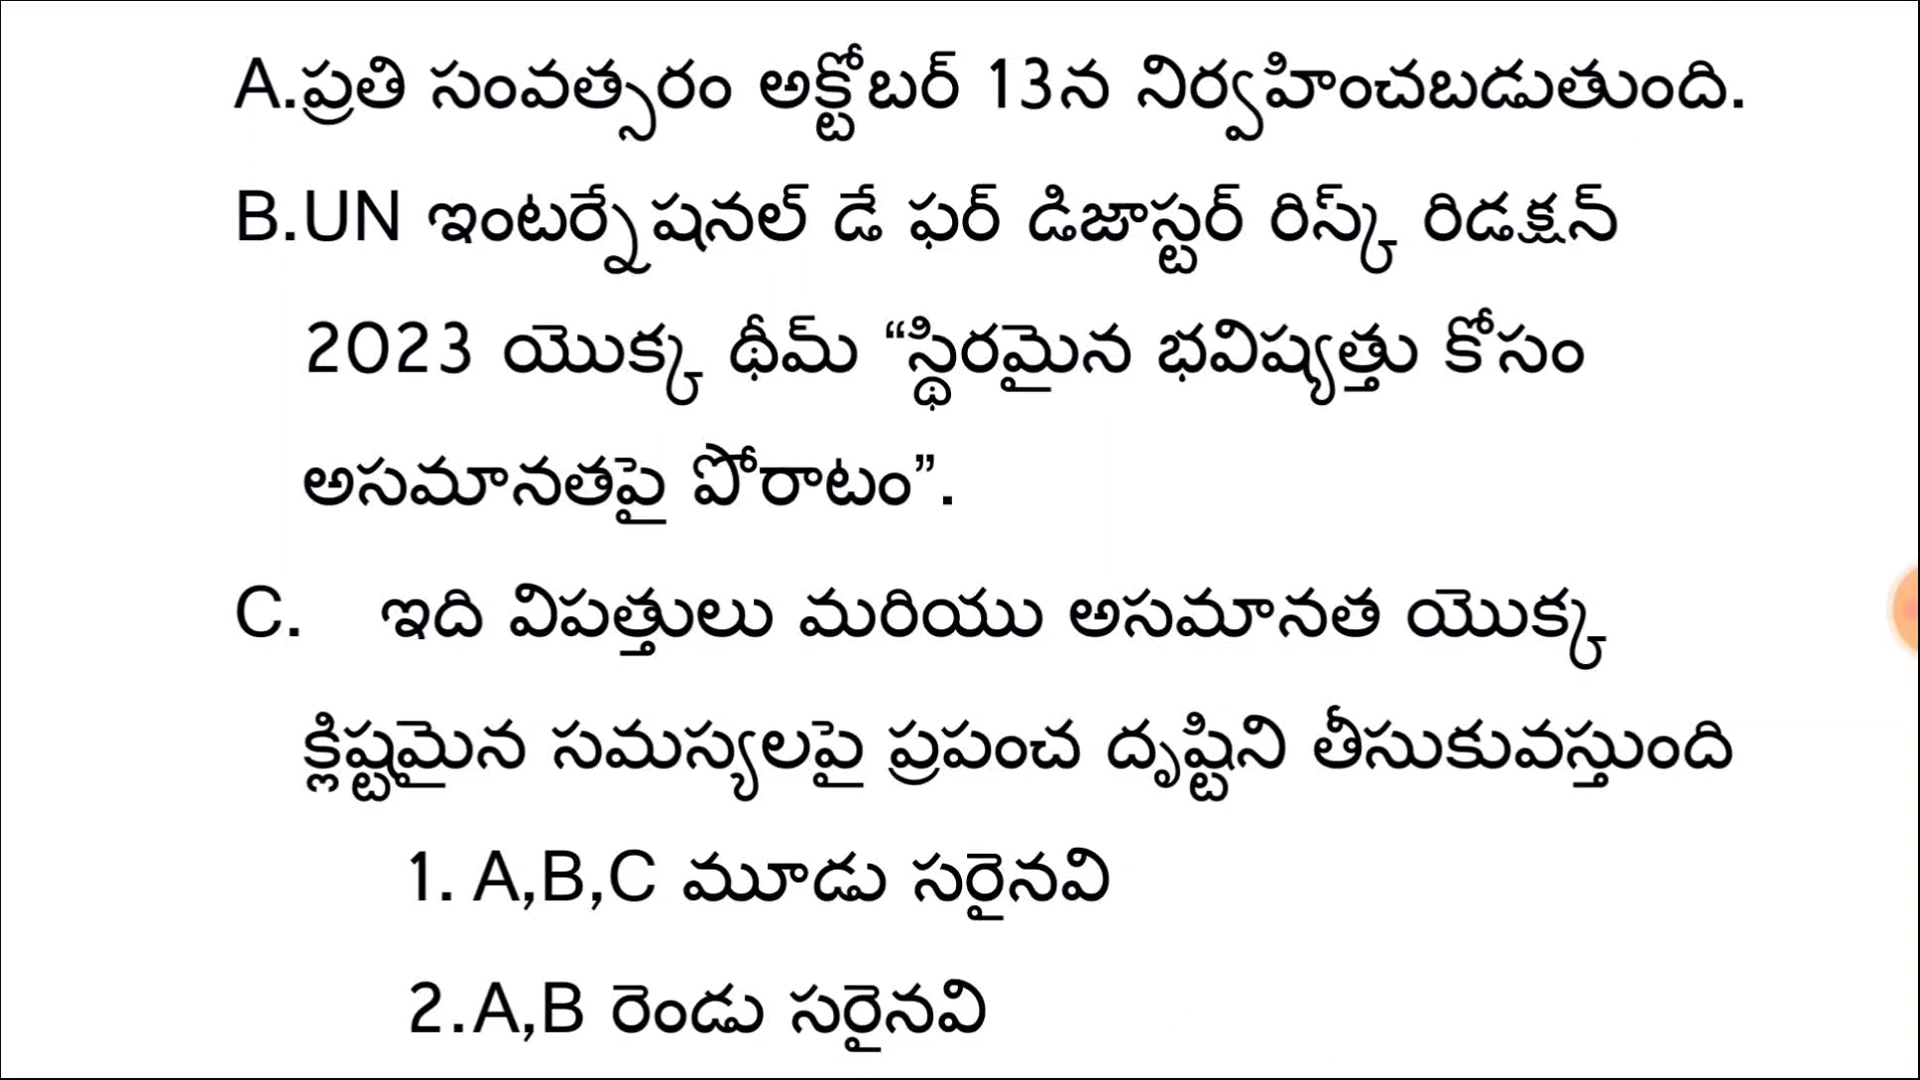 A.ప్రతి సంవత్సరం అక్టోబర్ 13న నిర్వహించబడుతుంది.
B.UN ఇంటర్నేషనల్ డే ఫర్ డిజాస్టర్ రిస్క్ రిడక్షన్
2023 యొక్క థీమ్ “స్థిరమైన భవిష్యత్తు కోసం
అసమానతపై పోరాటం”.
C. ఇది విపత్తులు మరియు అసమానత యొక్క
క్లిష్టమైన సమస్యలపై ప్రపంచ దృష్టిని తీసుకువస్తుంది
1. A,B,C మూడు సరైనవి
2.A,B రెండు సరైనవి